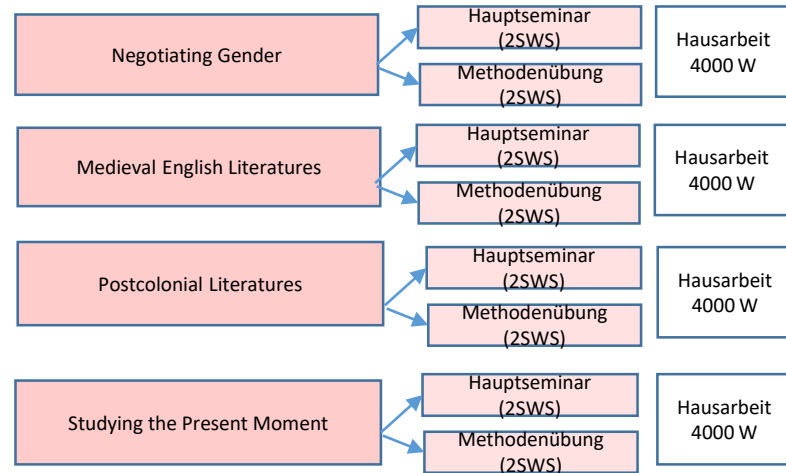 Negotiating Gender
Hauptseminar
(2SWS)
Methodenübung
(2SWS)
Hausarbeit
4000 W
Medieval English Literatures
Hauptseminar
(2SWS)
Methodenübung
(2SWS)
Hausarbeit
4000 W
Postcolonial Literatures
Hauptseminar
(2SWS)
Methodenübung
(2SWS)
Hausarbeit
4000 W
Studying the Present Moment
Hauptseminar
(2SWS)
Methodenübung
(2SWS)
Hausarbeit
4000 W